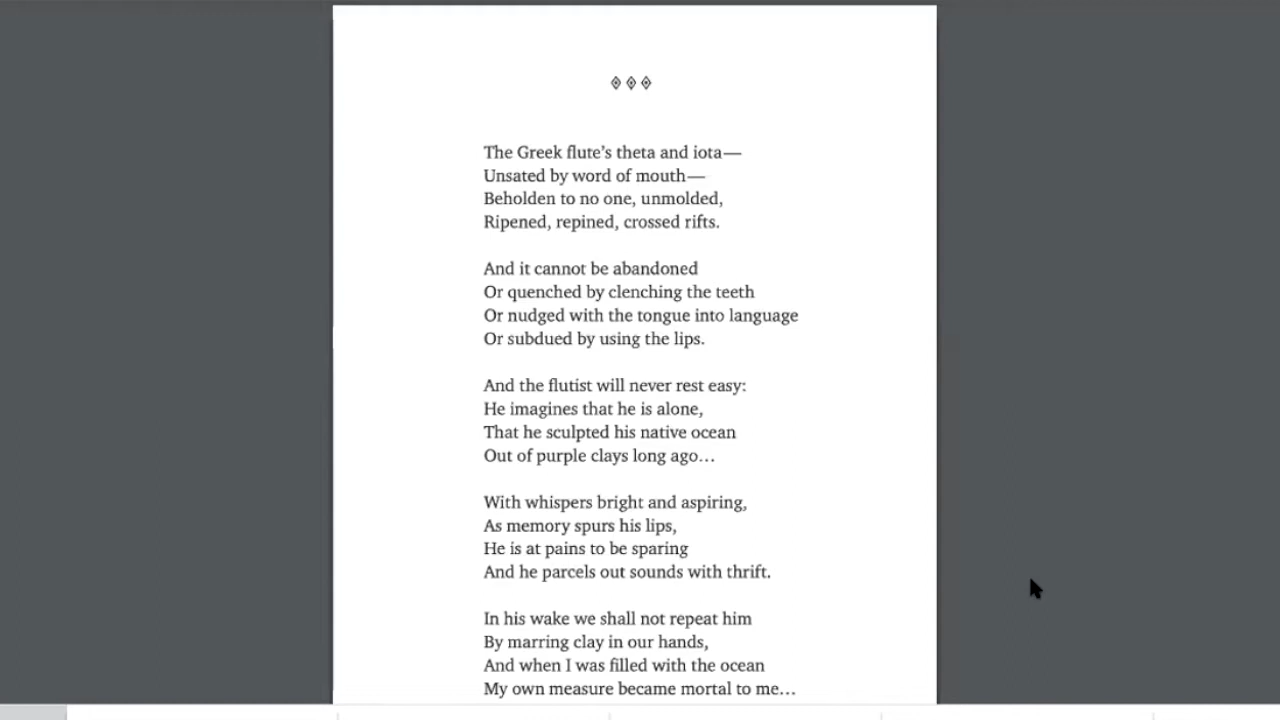 The Greek flute’s theta and iota—
Unsated by word of mouth—
Beholden to no one, unmolded,
Ripened, repined, crossed rifts.
And it cannot be abandoned
Or quenched by clenching the teeth
Or nudged with the tongue into language
Or subdued by using the lips.
And the flutist will never rest easy:
He imagines that he is alone,
That he sculpted his native ocean
Out of purple clays long ago…
With whispers bright and aspiring,
As memory spurs his lips,
He is at pains to be sparing
And he parcels out sounds with thrift.
In his wake we shall not repeat him
By marring clay in our hands,
And when I was filled with the ocean
My own measure became mortal to me…